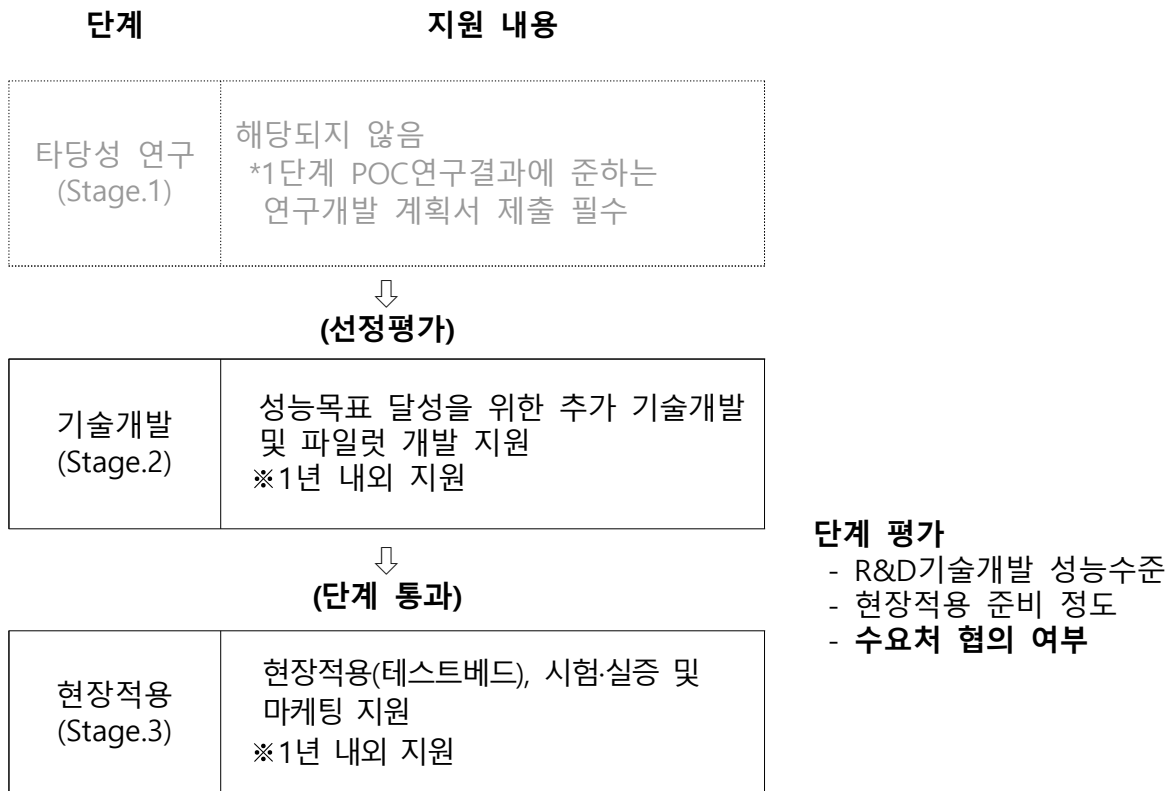 단계 지원 내용
타당성 연구
(Stage.1)
해당되지 않음
*1단계 POC연구결과에 준하는
연구개발 계획서 제출 필수
⇩
(선정평가)
기술개발
(Stage.2)
성능목표 달성을 위한 추가 기술개발
및 파일럿 개발 지원
※1년 내외 지원
⇩
(단계 통과)
단계 평가
- R&D기술개발 성능수준
- 현장적용 준비 정도
- 수요처 협의 여부
현장적용
(Stage.3)
현장적용(테스트베드), 시험·실증 및
마케팅 지원
※1년 내외 지원